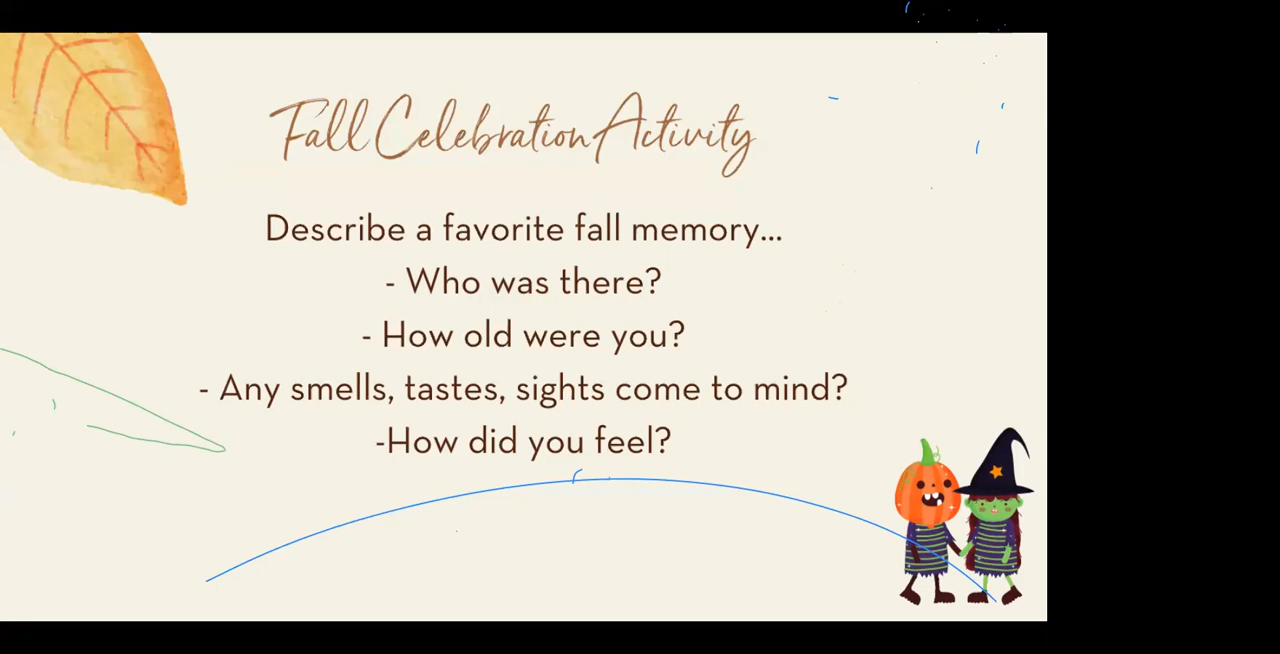 Fall Celebration Activity
Describe a favorite fall memory...
- Who was there?
- How old were you?
- Any smells, tastes, sights come to mind?
-How did you feel?